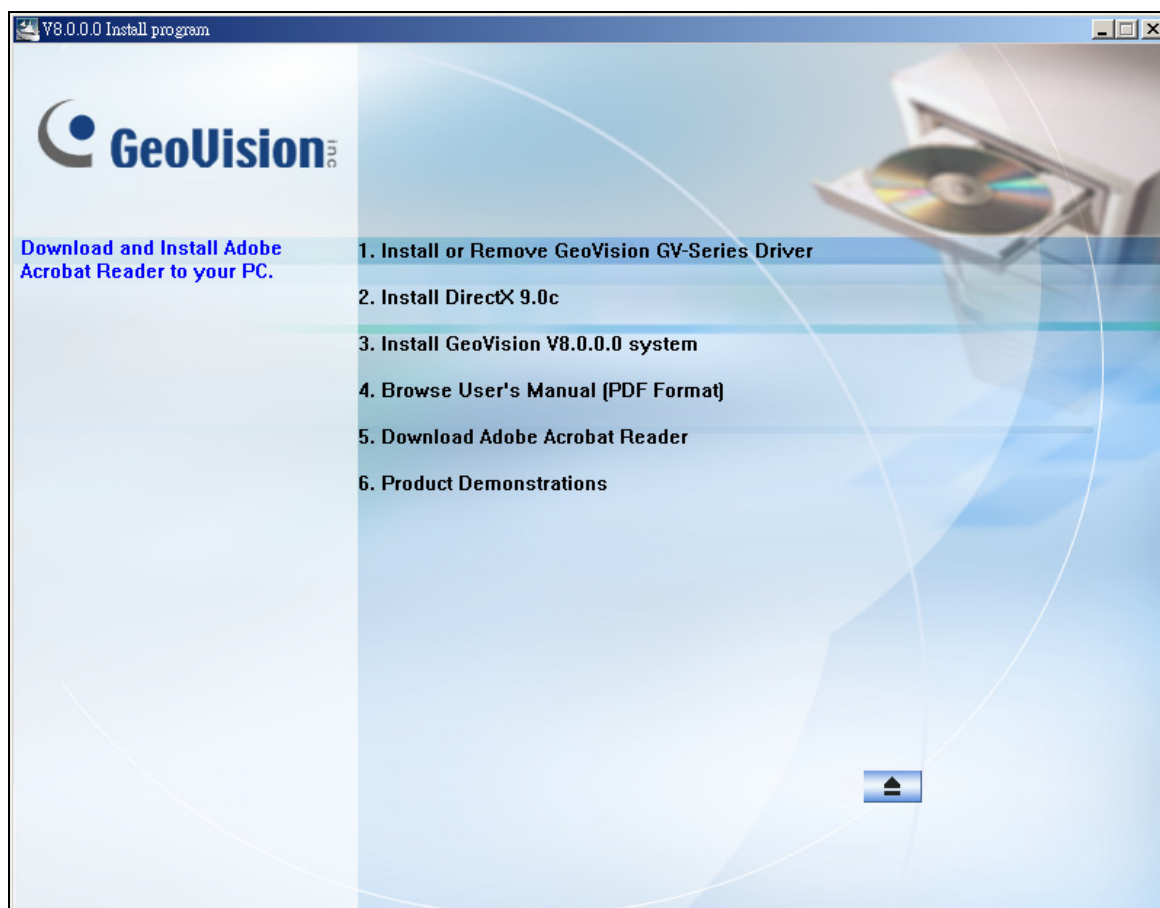 V8.0.0.0 Install program
GeoVision inc
Download and Install Adobe
Acrobat Reader to your PC.
1. Install or Remove GeoVision GV-Series Driver
2. Install DirectX 9.0c
3. Install GeoVision V8.0.0.0 system
4. Browse User's Manual (PDF Format)
5. Download Adobe Acrobat Reader
6. Product Demonstrations